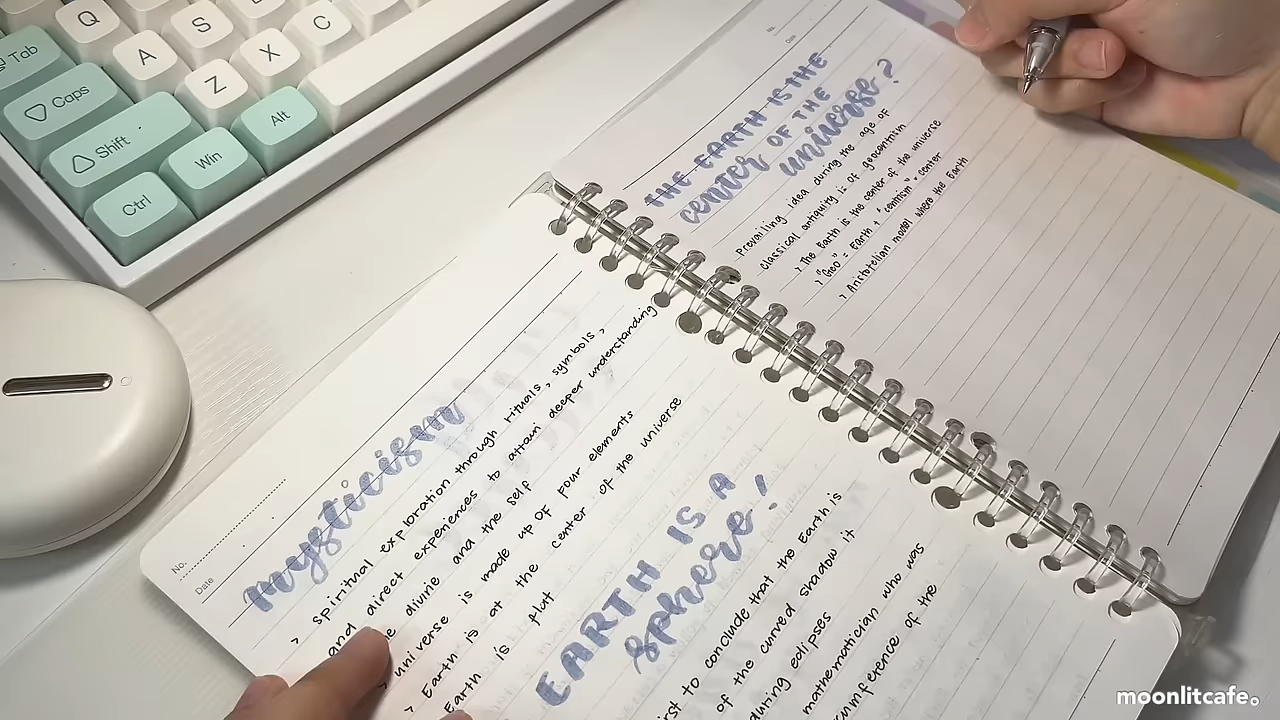 Q
Tab
A
S
Caps
Z
X
C
Shift
Alt
Win
Ctrl
No.
Date
mysticism
> spiritual exploration through rituals, symbols,
and direct experiences to attain deeper understanding
divine and the self
> universe is made up of four elements
Earth is at the center of the universe
> Earth is flat
EARTH IS A
sphere!
to conclude that the Earth is
of the curved shadow it
during eclipses
mathematician who was
of the
No.
Date
THE EARTH IS THE
center OF THE
universe?
Prevailing idea during the age of
classical antiquity is of geocentrism
> The Earth is the center of the universe
> "Geo" = Earth + "centrism" = center
> Aristotelian model where the Earth
moonlitcafe.